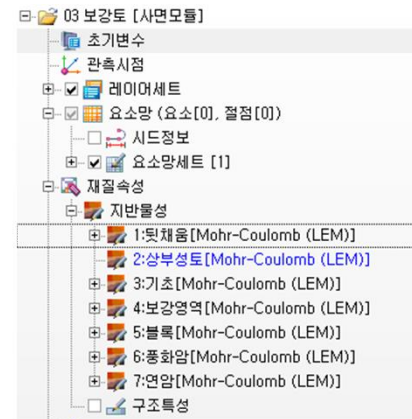 03 보강토 [사면모듈]
초기변수
관측시점
레이어세트
요소망 (요소[0], 절점[0])
시드정보
요소망세트 [1]
재질속성
지반물성
1:뒷채움[Mohr-Coulomb (LEM)]
2:상부성토[Mohr-Coulomb (LEM)]
3:기초[Mohr-Coulomb (LEM)]
4:보강영역[Mohr-Coulomb (LEM)]
5:블록[Mohr-Coulomb (LEM)]
6:풍화암[Mohr-Coulomb (LEM)]
7:연암[Mohr-Coulomb (LEM)]
구조특성